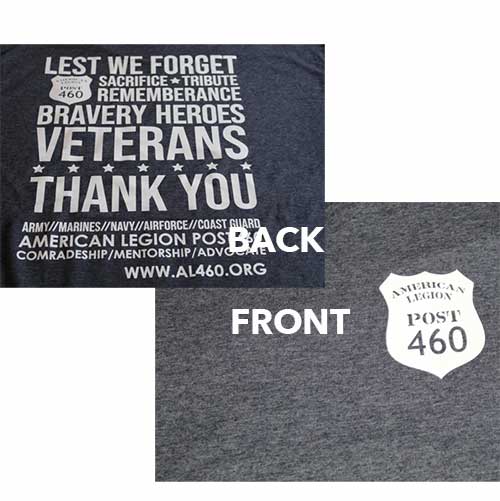 LEST WE FORGET
SACRIFICE ★ TRIBUTE
REMEMBERANCE
AMERICAN
LEGION
POST
460
BRAVERY HEROES
VETERANS
THANK YOU
ARMY//MARINES//NAVY//AIRFORCE//COAST GUARD
AMERICAN LEGION POST 460
COMRADESHIP/MENTORSHIP/ADVOCATE
WWW.AL460.ORG
BACK
FRONT
AMERICAN
LEGION
POST
460